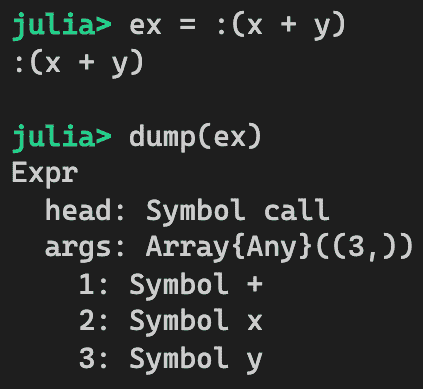 julia> ex = :(x + y)
:(x + y)
julia> dump(ex)
Expr
  head: Symbol call
  args: Array{Any}((3,))
    1: Symbol +
    2: Symbol x
    3: Symbol y